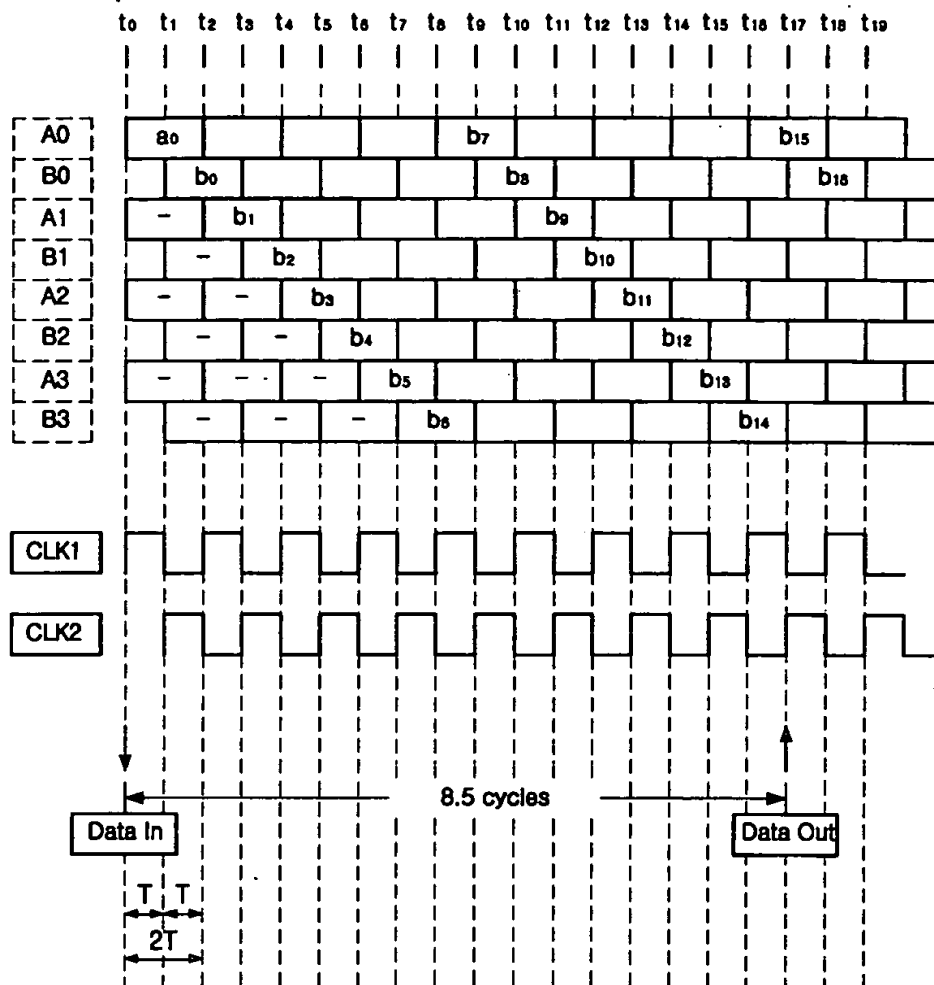 t0 t1 t2 t3 t4 t5 t6 t7 t8 t9 t10 t11 t12 t13 t14 t15 t16 t17 t18 t19
A0 a0 b7 b15
B0 b0 b8 b16
A1 - b1 b9
B1 - b2 b10
A2 - - b3 b11
B2 - - b4 b12
A3 - - - b5 b13
B3 - - - b6 b14
CLK1
CLK2
8.5 cycles
Data In Data Out
T T
2T